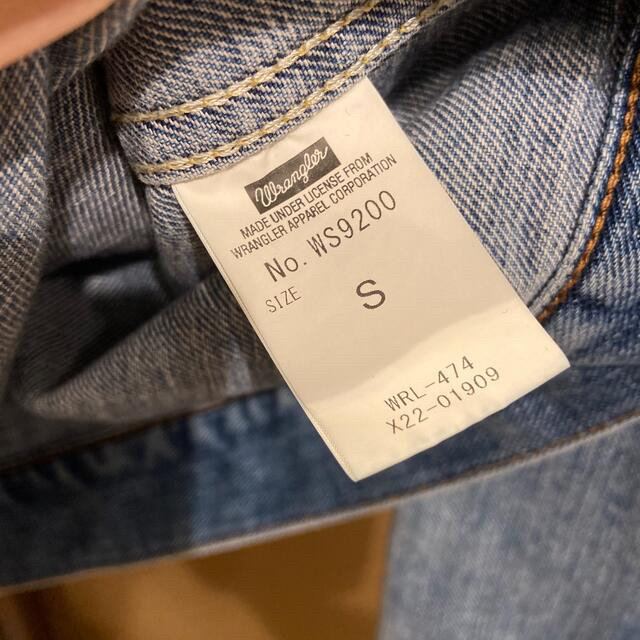 Wrangler
MADE UNDER LICENSE FROM
WRANGLER APPAREL CORPORATION
No. WS9200
SIZE
S
WRL-474
X22-01909